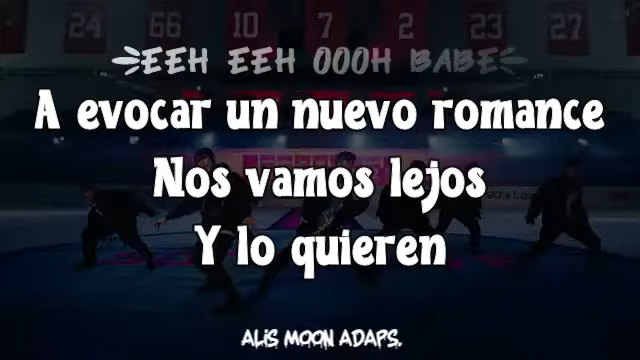 24 66 10 7 2 23 27
EEH EEH OOOH BABE
A evocar un nuevo romance
Nos vamos lejos
Y lo quieren
ALIS MOON ADAPS.